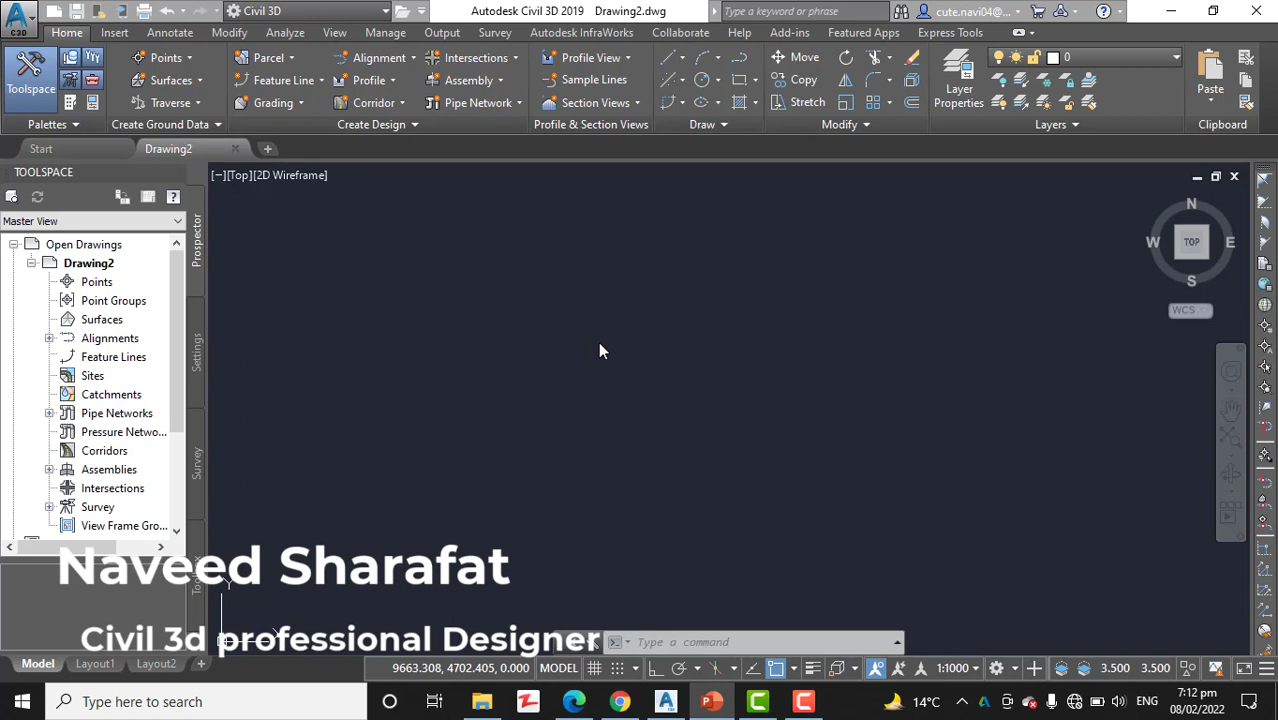 Civil 3D
Autodesk Civil 3D 2019 Drawing2.dwg
Type a keyword or phrase
cute.navi04@...
C3D
Home Insert Annotate Modify Analyze View Manage Output Survey Autodesk InfraWorks Collaborate Help Add-ins Featured Apps Express Tools
Toolspace
Palettes
Points
Surfaces
Traverse
Create Ground Data
Parcel
Feature Line
Grading
Alignment
Profile
Corridor
Intersections
Assembly
Pipe Network
Create Design
Profile View
Sample Lines
Section Views
Profile & Section Views
Draw
Move
Copy
Stretch
Modify
Layer
Properties
0
Layers
Paste
Clipboard
Start
Drawing2
TOOLSPACE
Master View
Open Drawings
Drawing2
Points
Point Groups
Surfaces
Alignments
Feature Lines
Sites
Catchments
Pipe Networks
Pressure Netwo...
Corridors
Assemblies
Intersections
Survey
View Frame Gro...
Prospector
Settings
Survey
[−][Top][2D Wireframe]
N
W TOP E
S
WCS
Naveed Sharafat
Civil 3d professional Designer
Y
X
Type a command
Model Layout1 Layout2
9663.308, 4702.405, 0.000 MODEL
1:1000
3.500 3.500
Type here to search
14°C
ENG
7:12 pm
08/02/2022